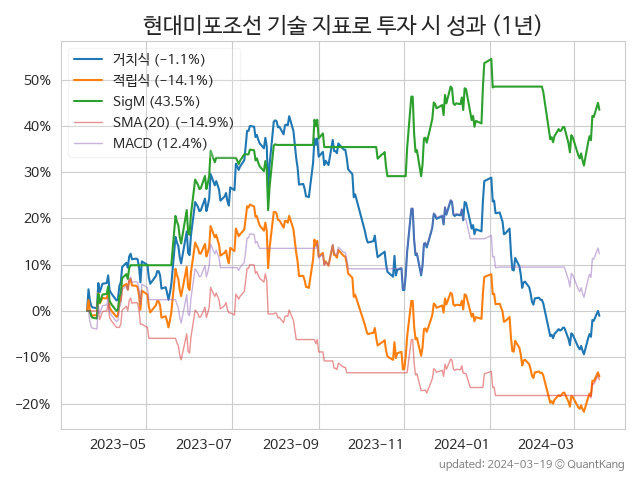 현대미포조선 기술 지표로 투자 시 성과 (1년)
거치식 (−1.1%)
적립식 (−14.1%)
SigM (43.5%)
SMA(20) (−14.9%)
MACD (12.4%)
50%
40%
30%
20%
10%
0%
−10%
−20%
2023-05 2023-07 2023-09 2023-11 2024-01 2024-03
updated: 2024-03-19 © QuantKang